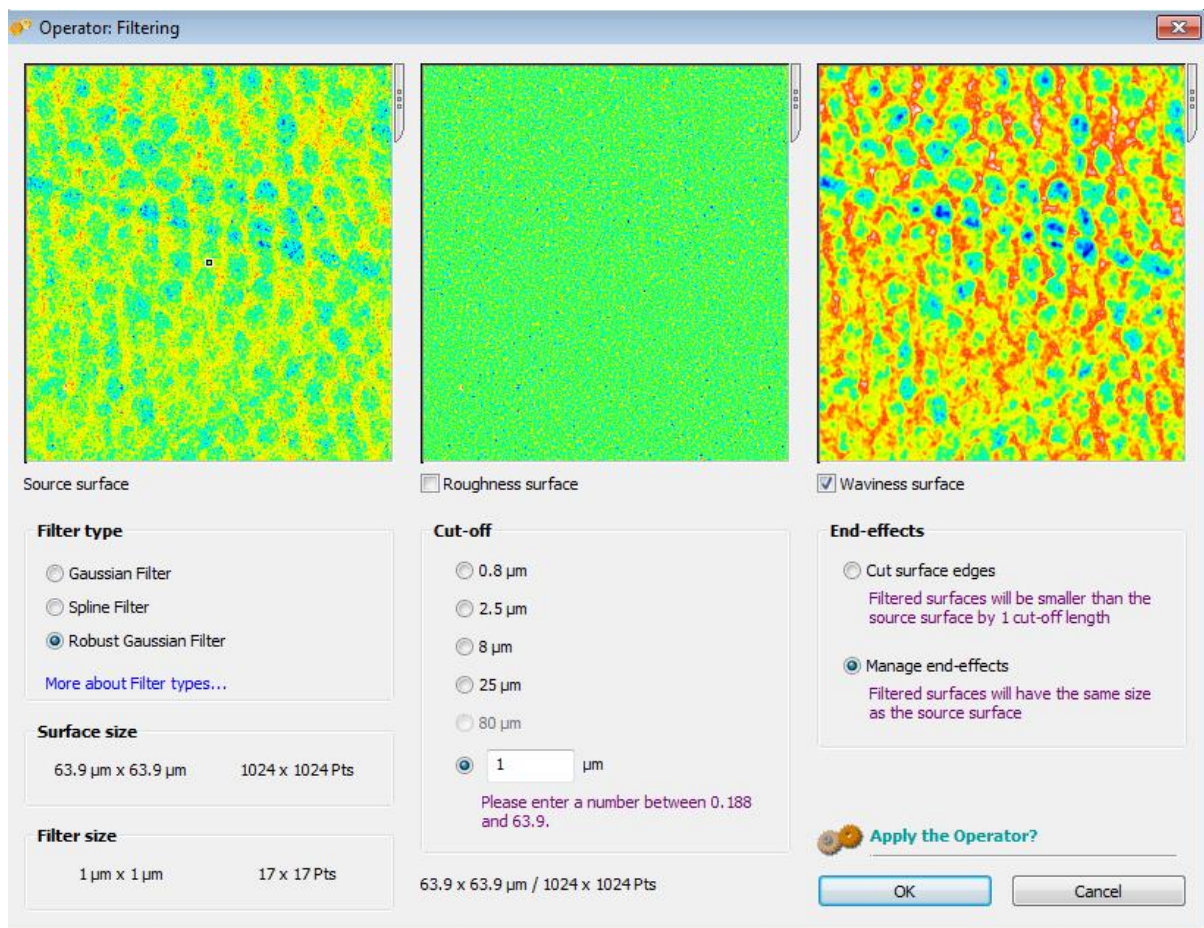 Operator: Filtering
Source surface
Roughness surface
Waviness surface
Filter type
Gaussian Filter
Spline Filter
Robust Gaussian Filter
More about Filter types...
Surface size
63.9 µm x 63.9 µm 1024 x 1024 Pts
Filter size
1 µm x 1 µm 17 x 17 Pts
Cut-off
0.8 µm
2.5 µm
8 µm
25 µm
80 µm
1 µm
Please enter a number between 0.188
and 63.9.
63.9 x 63.9 µm / 1024 x 1024 Pts
End-effects
Cut surface edges
Filtered surfaces will be smaller than the
source surface by 1 cut-off length
Manage end-effects
Filtered surfaces will have the same size
as the source surface
Apply the Operator?
OK
Cancel